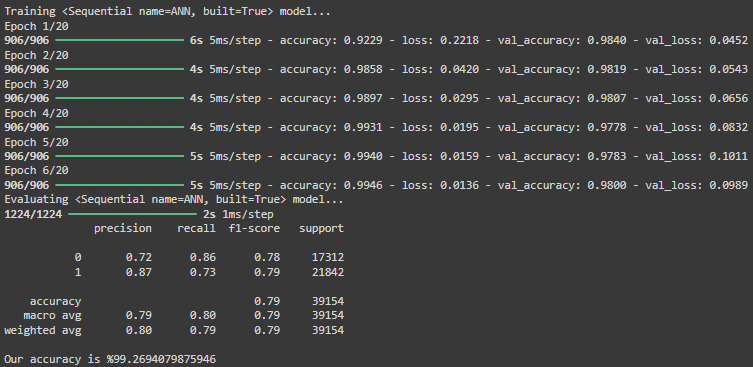 Training <Sequential name=ANN, built=True> model...
Epoch 1/20
906/906 ━━━━━━━━━━━━━━━━━━━━ 6s 5ms/step - accuracy: 0.9229 - loss: 0.2218 - val_accuracy: 0.9840 - val_loss: 0.0452
Epoch 2/20
906/906 ━━━━━━━━━━━━━━━━━━━━ 4s 5ms/step - accuracy: 0.9858 - loss: 0.0420 - val_accuracy: 0.9819 - val_loss: 0.0543
Epoch 3/20
906/906 ━━━━━━━━━━━━━━━━━━━━ 4s 5ms/step - accuracy: 0.9897 - loss: 0.0295 - val_accuracy: 0.9807 - val_loss: 0.0656
Epoch 4/20
906/906 ━━━━━━━━━━━━━━━━━━━━ 4s 5ms/step - accuracy: 0.9931 - loss: 0.0195 - val_accuracy: 0.9778 - val_loss: 0.0832
Epoch 5/20
906/906 ━━━━━━━━━━━━━━━━━━━━ 5s 5ms/step - accuracy: 0.9940 - loss: 0.0159 - val_accuracy: 0.9783 - val_loss: 0.1011
Epoch 6/20
906/906 ━━━━━━━━━━━━━━━━━━━━ 5s 5ms/step - accuracy: 0.9946 - loss: 0.0136 - val_accuracy: 0.9800 - val_loss: 0.0989
Evaluating <Sequential name=ANN, built=True> model...
1224/1224 ━━━━━━━━━━━━━━━━━━━━ 2s 1ms/step
precision recall f1-score support
0 0.72 0.86 0.78 17312
1 0.87 0.73 0.79 21842
accuracy 0.79 39154
macro avg 0.79 0.80 0.79 39154
weighted avg 0.80 0.79 0.79 39154
Our accuracy is %99.2694079875946